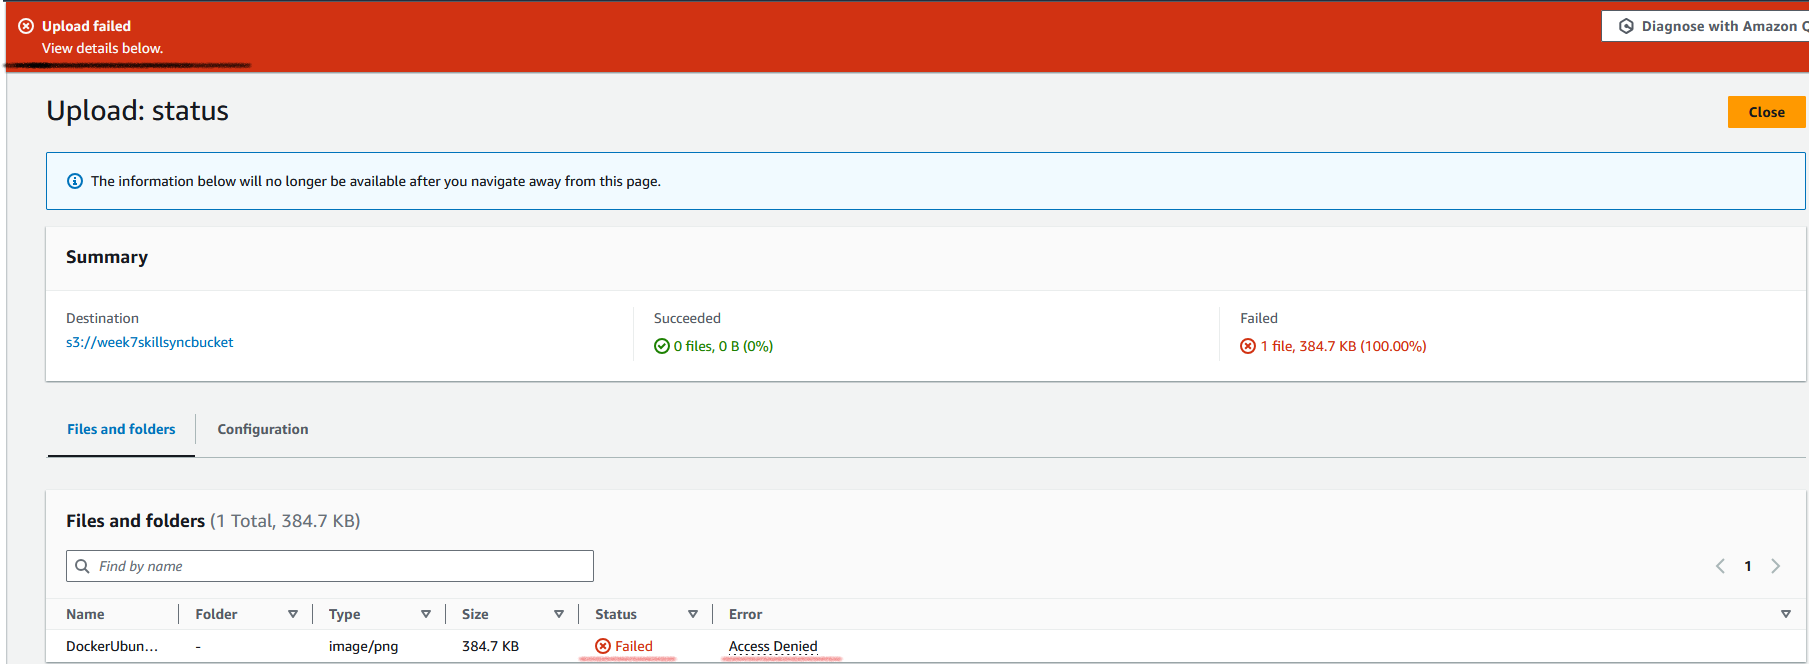 Upload failed
View details below.
Diagnose with Amazon Q
Upload: status
Close
The information below will no longer be available after you navigate away from this page.
Summary
Destination
s3://week7skillsyncbucket
Succeeded
0 files, 0 B (0%)
Failed
1 file, 384.7 KB (100.00%)
Files and folders
Configuration
Files and folders (1 Total, 384.7 KB)
Find by name
1
Name Folder Type Size Status Error
DockerUbun... - image/png 384.7 KB Failed Access Denied